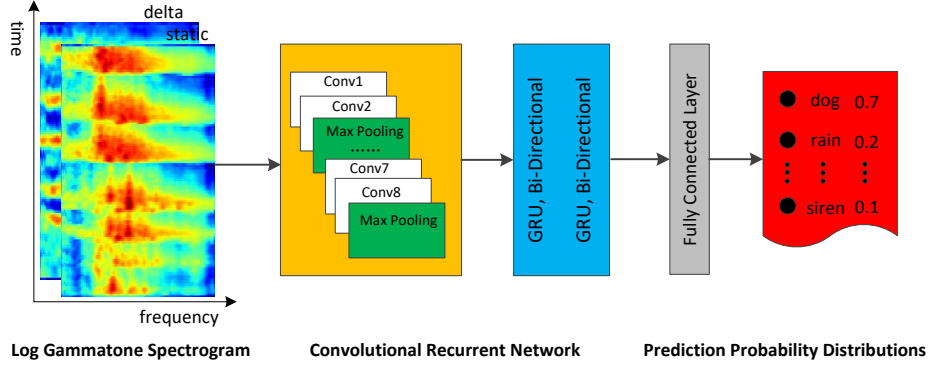 delta
static
time
frequency
Conv1
Conv2
Max Pooling
......
Conv7
Conv8
Max Pooling
GRU, Bi-Directional
GRU, Bi-Directional
Fully Connected Layer
dog 0.7
rain 0.2
siren 0.1
Log Gammatone Spectrogram
Convolutional Recurrent Network
Prediction Probability Distributions